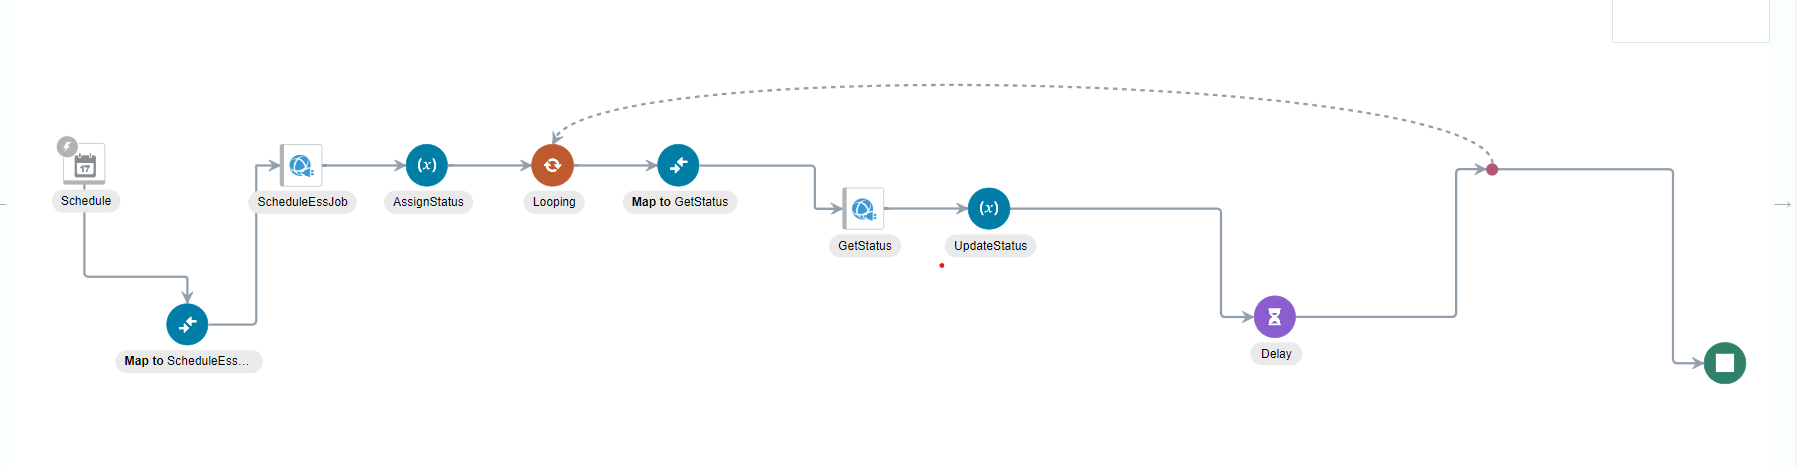 17
Schedule
Map to ScheduleEss...
ScheduleEssJob
(x)
AssignStatus
Looping
Map to GetStatus
GetStatus
(x)
UpdateStatus
Delay